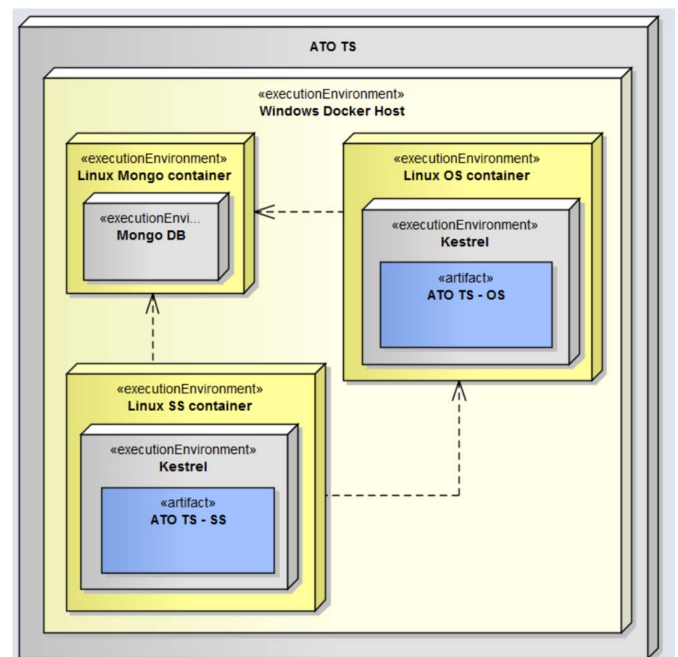 ATO TS
«executionEnvironment»
Windows Docker Host
«executionEnvironment»
Linux Mongo container
«executionEnvi...
Mongo DB
«executionEnvironment»
Linux OS container
«executionEnvironment»
Kestrel
«artifact»
ATO TS - OS
«executionEnvironment»
Linux SS container
«executionEnvironment»
Kestrel
«artifact»
ATO TS - SS